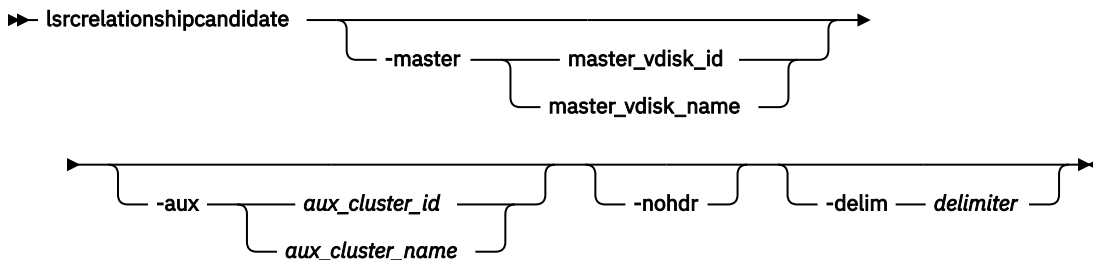 lsrcrelationshipcandidate
-master master_vdisk_id
master_vdisk_name
-aux aux_cluster_id -nohdr -delim delimiter
aux_cluster_name